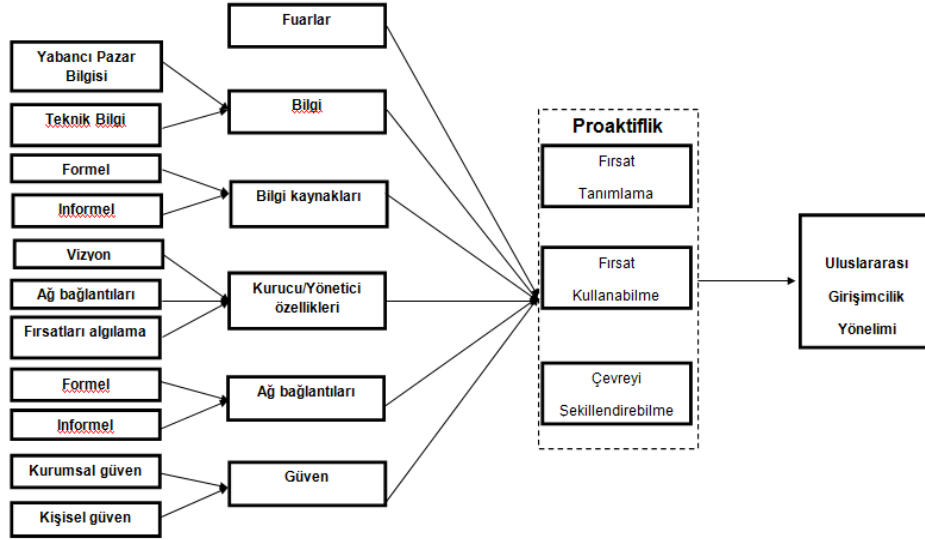 Fuarlar
Yabancı Pazar
Bilgisi
Teknik Bilgi
Bilgi
Formel
Informel
Bilgi kaynakları
Vizyon
Ağ bağlantıları
Fırsatları algılama
Kurucu/Yönetici
özellikleri
Formel
Informel
Ağ bağlantıları
Kurumsal güven
Kişisel güven
Güven
Proaktiflik
Fırsat
Tanımlama
Fırsat
Kullanabilme
Çevreyi
Şekillendirebilme
Uluslararası
Girişimcilik
Yönelimi